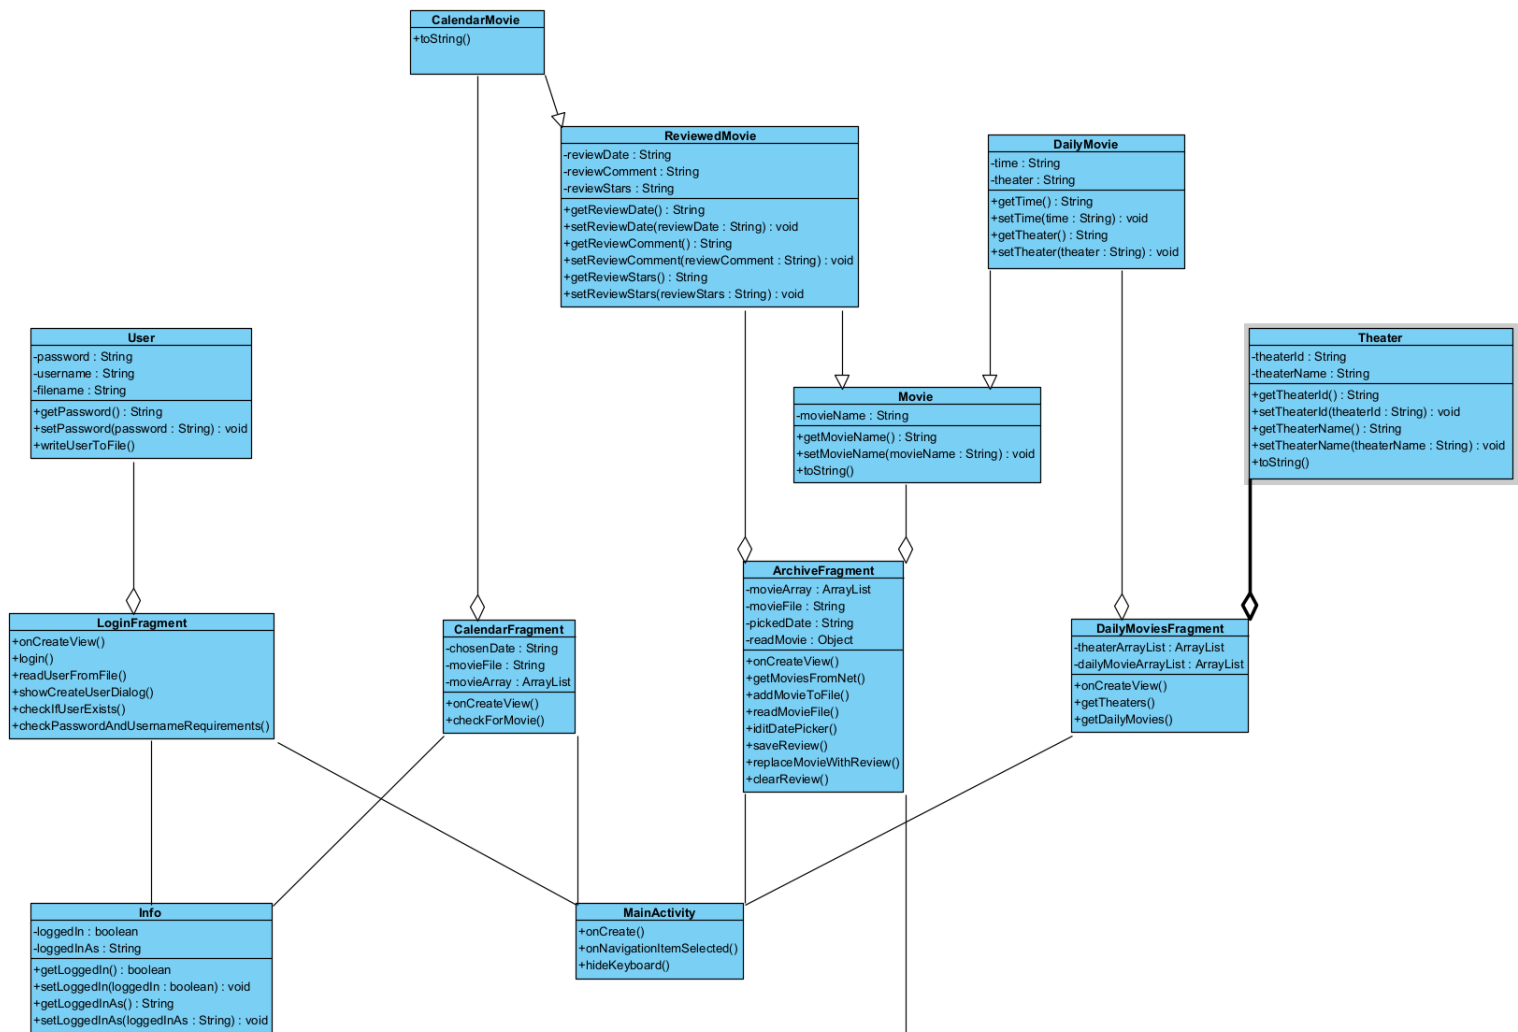 CalendarMovie
+toString()
ReviewedMovie
-reviewDate : String
-reviewComment : String
-reviewStars : String
+getReviewDate() : String
+setReviewDate(reviewDate : String) : void
+getReviewComment() : String
+setReviewComment(reviewComment : String) : void
+getReviewStars() : String
+setReviewStars(reviewStars : String) : void
DailyMovie
-time : String
-theater : String
+getTime() : String
+setTime(time : String) : void
+getTheater() : String
+setTheater(theater : String) : void
User
-password : String
-username : String
-filename : String
+getPassword() : String
+setPassword(password : String) : void
+writeUserToFile()
Movie
-movieName : String
+getMovieName() : String
+setMovieName(movieName : String) : void
+toString()
Theater
-theaterId : String
-theaterName : String
+getTheaterId() : String
+setTheaterId(theaterId : String) : void
+getTheaterName() : String
+setTheaterName(theaterName : String) : void
+toString()
LoginFragment
+onCreateView()
+login()
+readUserFromFile()
+showCreateUserDialog()
+checkIfUserExists()
+checkPasswordAndUsernameRequirements()
CalendarFragment
-chosenDate : String
-movieFile : String
-movieArray : ArrayList
+onCreateView()
+checkForMovie()
ArchiveFragment
-movieArray : ArrayList
-movieFile : String
-pickedDate : String
-readMovie : Object
+onCreateView()
+getMoviesFromNet()
+addMovieToFile()
+readMovieFile()
+iditDatePicker()
+saveReview()
+replaceMovieWithReview()
+clearReview()
DailyMoviesFragment
-theaterArrayList : ArrayList
-dailyMovieArrayList : ArrayList
+onCreateView()
+getTheaters()
+getDailyMovies()
Info
-loggedIn : boolean
-loggedInAs : String
+getLoggedIn() : boolean
+setLoggedIn(loggedIn : boolean) : void
+getLoggedInAs() : String
+setLoggedInAs(loggedInAs : String) : void
MainActivity
+onCreate()
+onNavigationItemSelected()
+hideKeyboard()